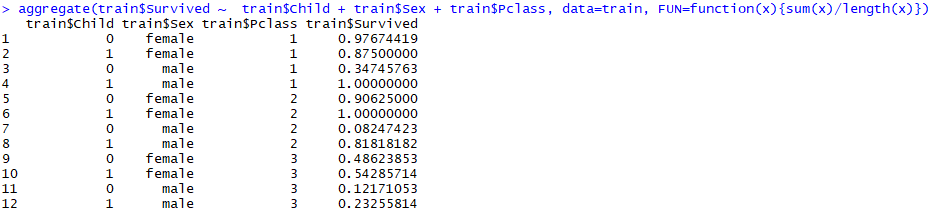 > aggregate(train$Survived ~  train$Child + train$Sex + train$Pclass, data=train, FUN=function(x){sum(x)/length(x)})
   train$Child train$Sex train$Pclass train$Survived
1            0    female            1     0.97674419
2            1    female            1     0.87500000
3            0      male            1     0.34745763
4            1      male            1     1.00000000
5            0    female            2     0.90625000
6            1    female            2     1.00000000
7            0      male            2     0.08247423
8            1      male            2     0.81818182
9            0    female            3     0.48623853
10           1    female            3     0.54285714
11           0      male            3     0.12171053
12           1      male            3     0.23255814